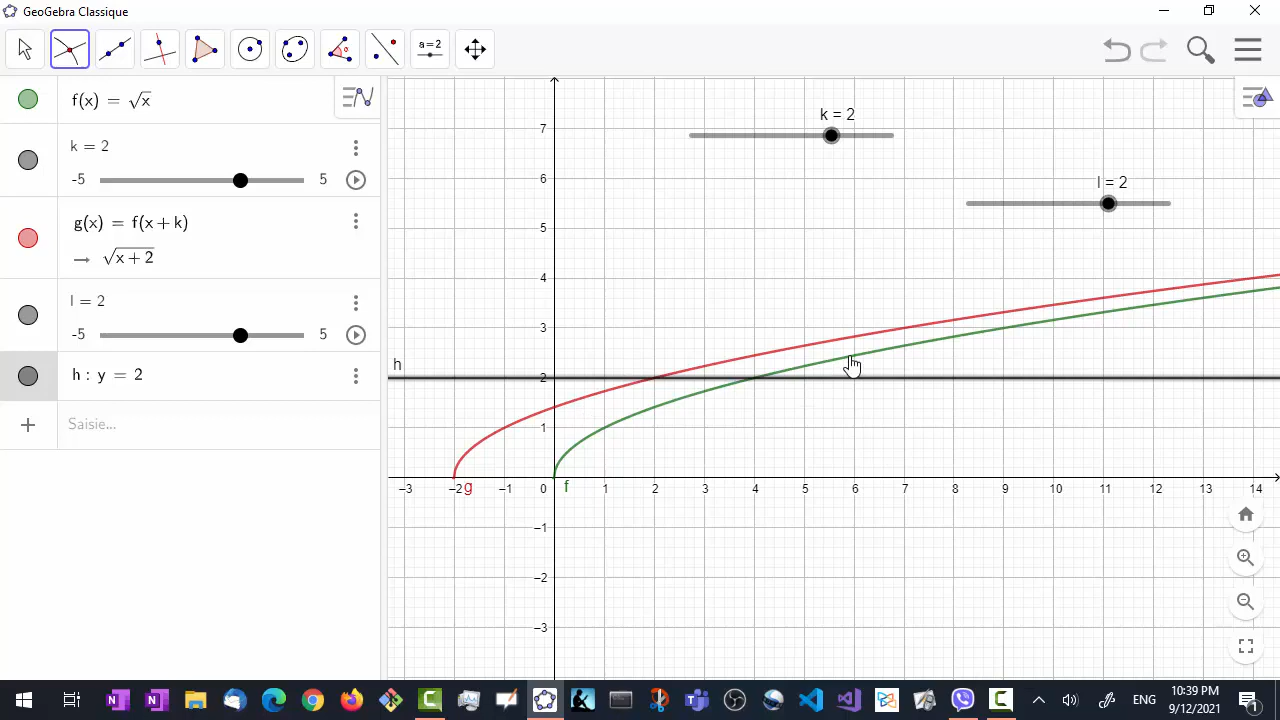 GeoGebra Classique
a=2
f(x) = √x
k = 2
-5
5
g(x) = f(x + k)
→ √x + 2
l = 2
-5
5
h : y = 2
Saisie...
k = 2
l = 2
h
g
f
7
6
5
4
3
2
1
0
−1
−2
−3
−3
−2
−1
1
2
3
4
5
6
7
8
9
10
11
12
13
14
ENG
10:39 PM
9/12/2021
1